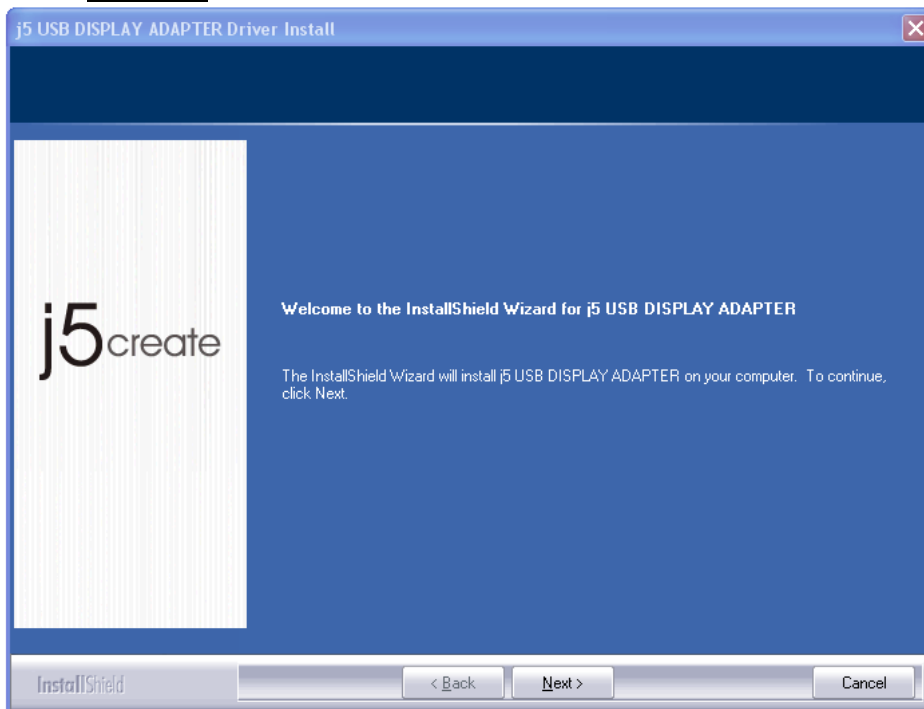 j5 USB DISPLAY ADAPTER Driver Install
j5create
Welcome to the InstallShield Wizard for j5 USB DISPLAY ADAPTER
The InstallShield Wizard will install j5 USB DISPLAY ADAPTER on your computer. To continue,
click Next.
InstallShield
< Back
Next >
Cancel